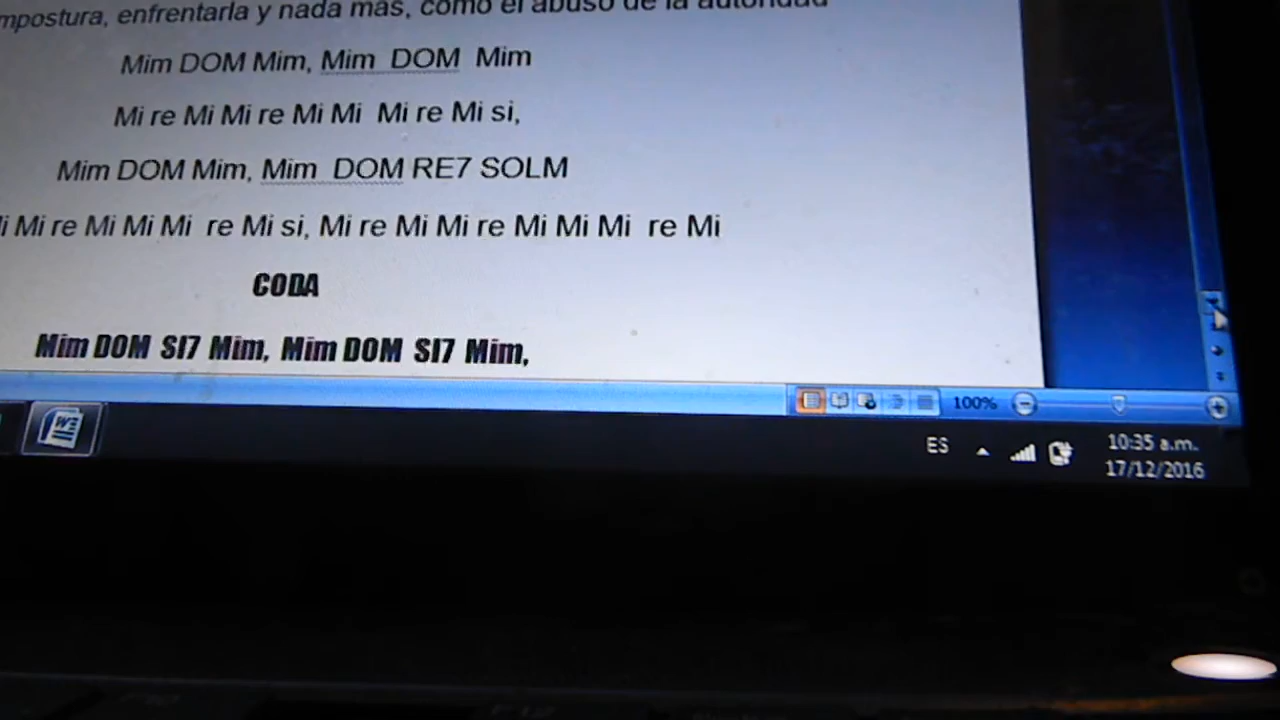 mpostura, enfrentarla y nada mas, como el abuso de la autoridad
Mim DOM Mim, Mim DOM Mim
Mi re Mi Mi re Mi Mi Mi re Mi si,
Mim DOM Mim, Mim DOM RE7 SOLM
Mi re Mi Mi Mi re Mi si, Mi re Mi Mi re Mi Mi Mi re Mi
CODA
Mim DOM SI7 Mim, Mim DOM SI7 Mim,
100%
ES
10:35 a.m.
17/12/2016